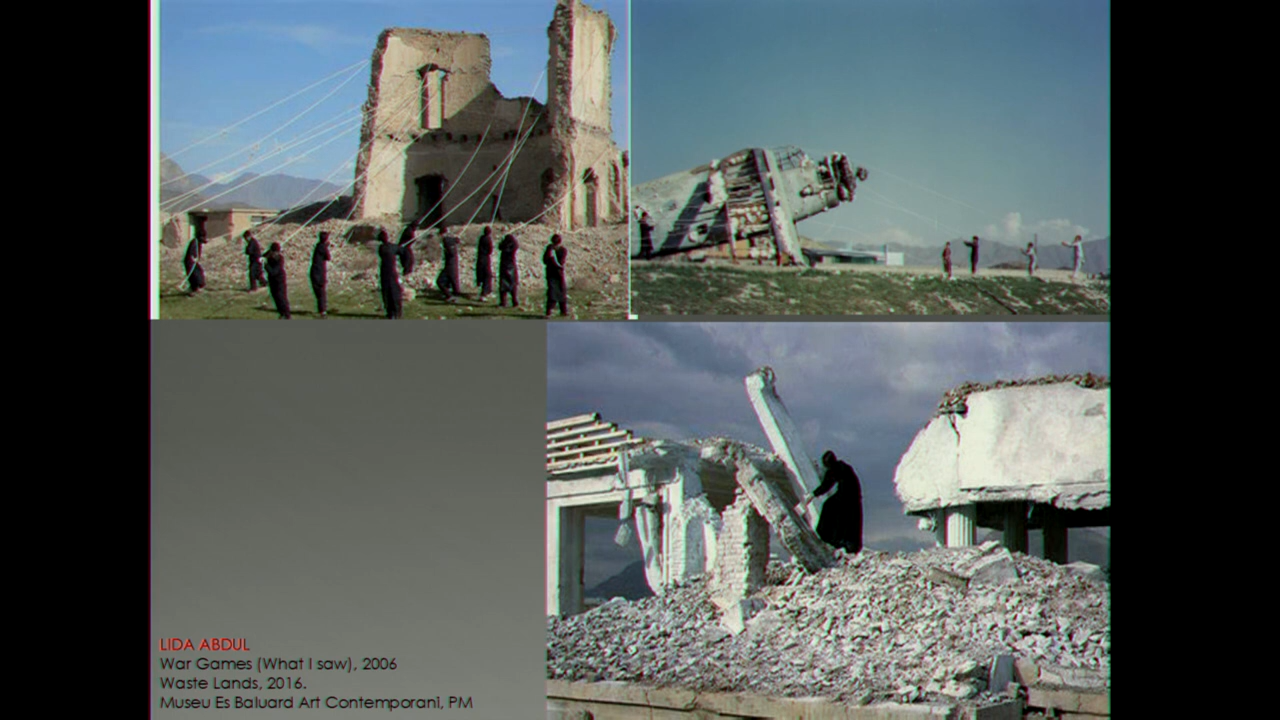 LIDA ABDUL
War Games (What I saw), 2006
Waste Lands, 2016.
Museu Es Baluard Art Contemporani, PM